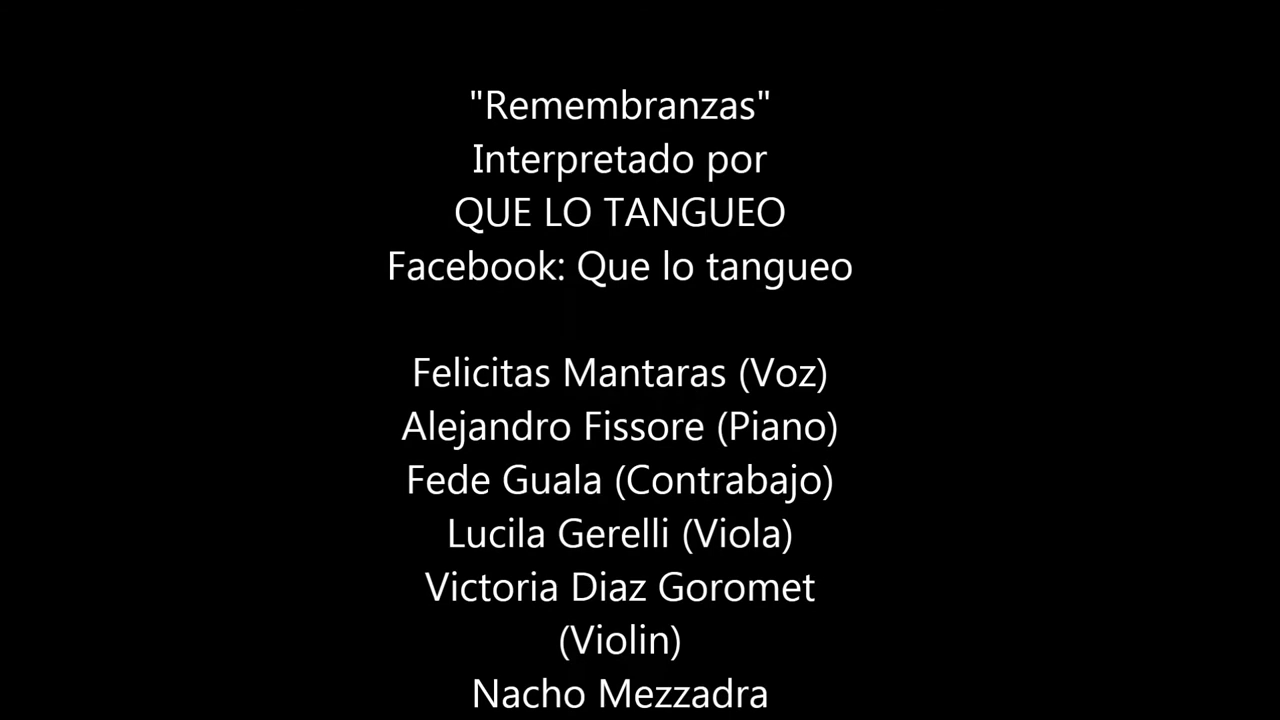 "Remembranzas"
Interpretado por
QUE LO TANGUEO
Facebook: Que lo tangueo
Felicitas Mantaras (Voz)
Alejandro Fissore (Piano)
Fede Guala (Contrabajo)
Lucila Gerelli (Viola)
Victoria Diaz Goromet
(Violin)
Nacho Mezzadra